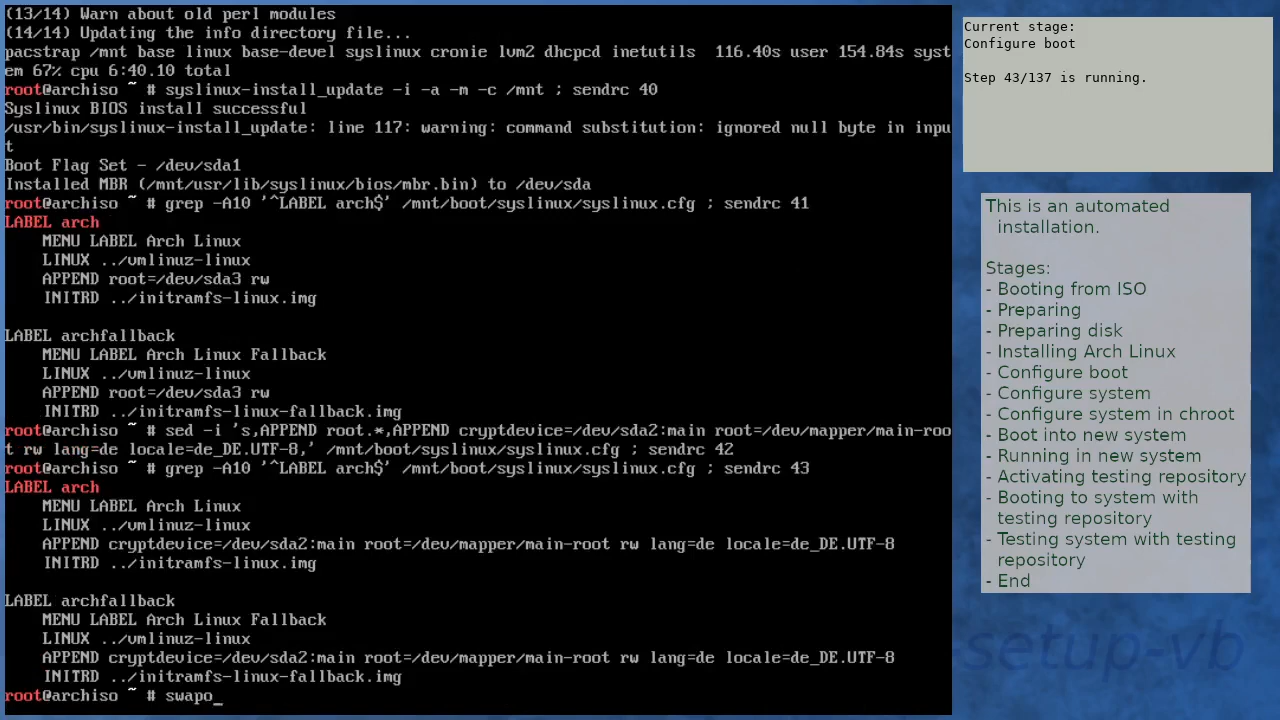 (13/14) Warn about old perl modules
(14/14) Updating the info directory file...
pacstrap /mnt base linux base-devel syslinux cronie lvm2 dhcpcd inetutils  116.40s user 154.84s syst
em 67% cpu 6:40.10 total
root@archiso ~ # syslinux-install_update -i -a -m -c /mnt ; sendrc 40
Syslinux BIOS install successful
/usr/bin/syslinux-install_update: line 117: warning: command substitution: ignored null byte in inpu
t
Boot Flag Set - /dev/sda1
Installed MBR (/mnt/usr/lib/syslinux/bios/mbr.bin) to /dev/sda
root@archiso ~ # grep -A10 '^LABEL arch$' /mnt/boot/syslinux/syslinux.cfg ; sendrc 41
LABEL arch
    MENU LABEL Arch Linux
    LINUX ../vmlinuz-linux
    APPEND root=/dev/sda3 rw
    INITRD ../initramfs-linux.img

LABEL archfallback
    MENU LABEL Arch Linux Fallback
    LINUX ../vmlinuz-linux
    APPEND root=/dev/sda3 rw
    INITRD ../initramfs-linux-fallback.img
root@archiso ~ # sed -i 's,APPEND root.*,APPEND cryptdevice=/dev/sda2:main root=/dev/mapper/main-roo
t rw lang=de locale=de_DE.UTF-8,' /mnt/boot/syslinux/syslinux.cfg ; sendrc 42
root@archiso ~ # grep -A10 '^LABEL arch$' /mnt/boot/syslinux/syslinux.cfg ; sendrc 43
LABEL arch
    MENU LABEL Arch Linux
    LINUX ../vmlinuz-linux
    APPEND cryptdevice=/dev/sda2:main root=/dev/mapper/main-root rw lang=de locale=de_DE.UTF-8
    INITRD ../initramfs-linux.img

LABEL archfallback
    MENU LABEL Arch Linux Fallback
    LINUX ../vmlinuz-linux
    APPEND cryptdevice=/dev/sda2:main root=/dev/mapper/main-root rw lang=de locale=de_DE.UTF-8
    INITRD ../initramfs-linux-fallback.img
root@archiso ~ # swapo_
Current stage:
Configure boot

Step 43/137 is running.
This is an automated
installation.

Stages:
- Booting from ISO
- Preparing
- Preparing disk
- Installing Arch Linux
- Configure boot
- Configure system
- Configure system in chroot
- Boot into new system
- Running in new system
- Activating testing repository
- Booting to system with
testing repository
- Testing system with testing
repository
- End
setup-vb